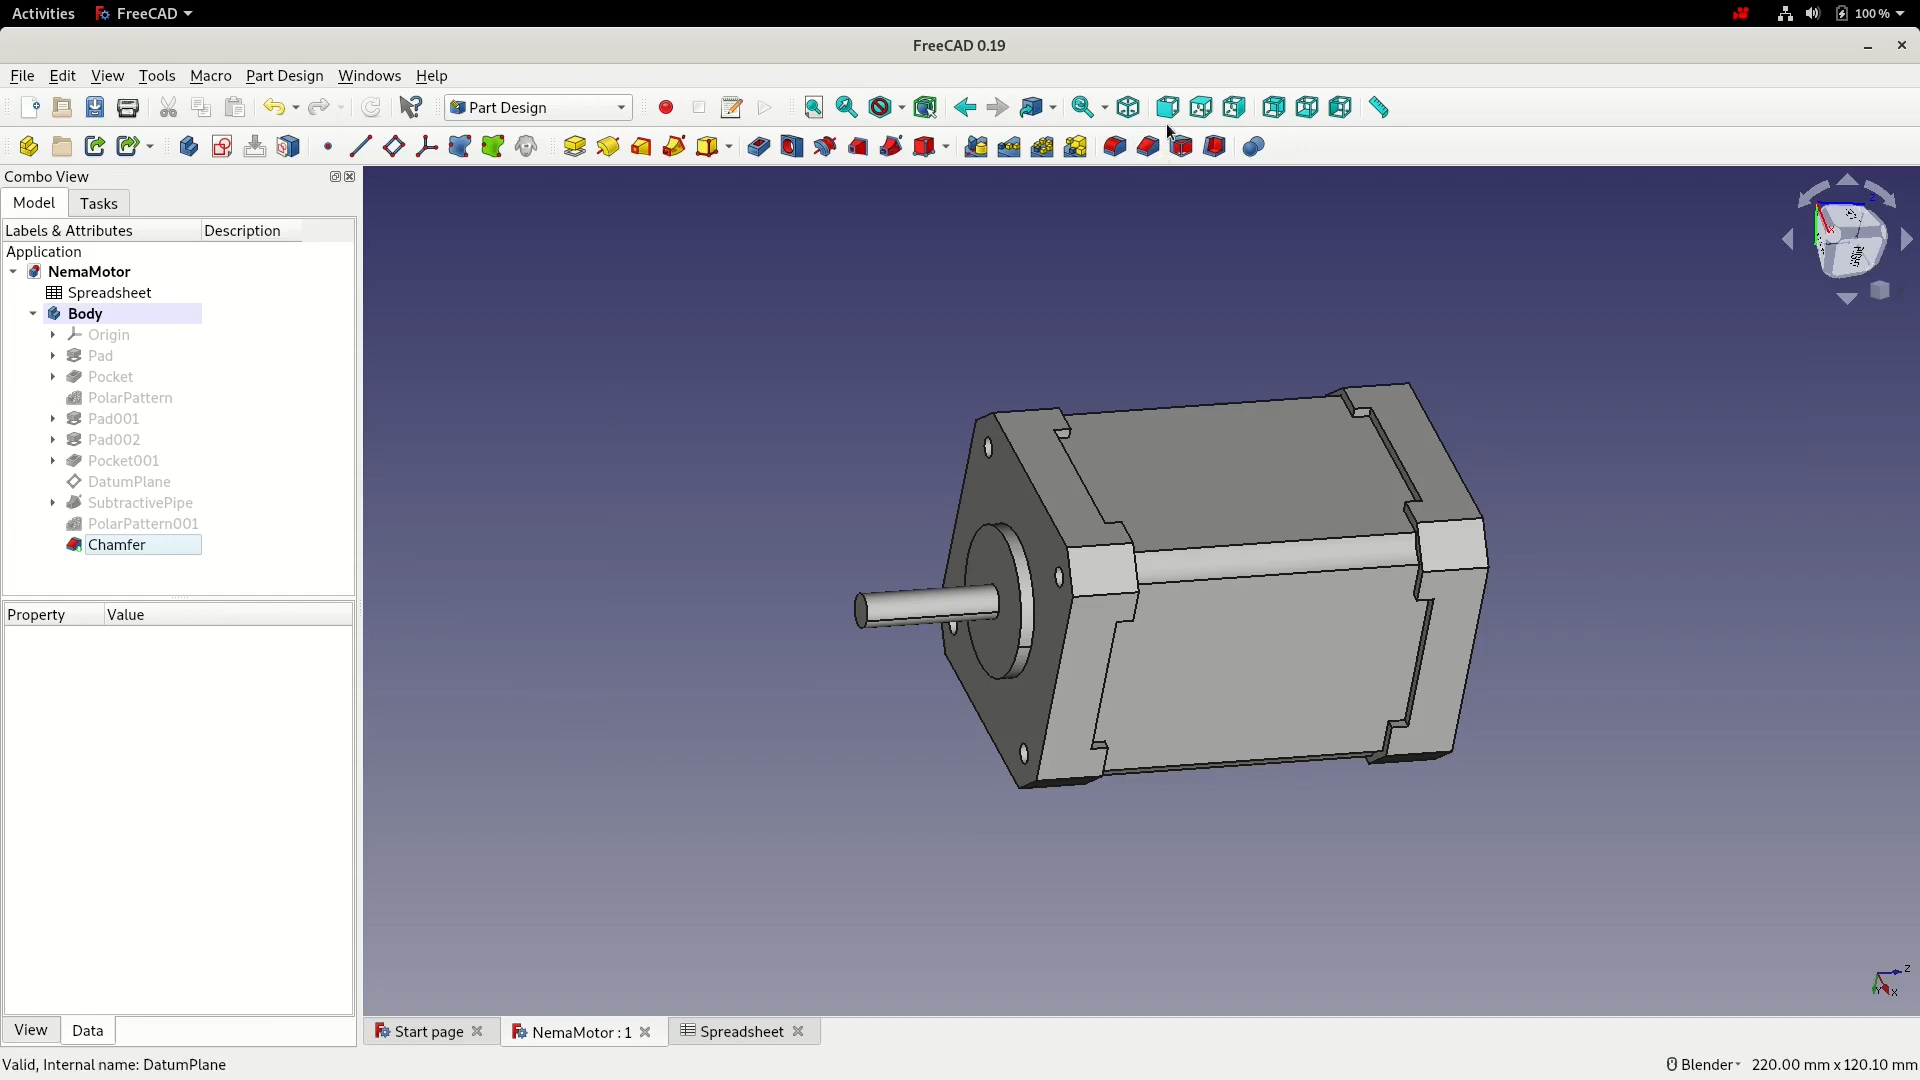 Activities FreeCAD 100 %
FreeCAD 0.19
File Edit View Tools Macro Part Design Windows Help
Part Design
Combo View
Model Tasks
Labels & Attributes Description
Application
NemaMotor
Spreadsheet
Body
Origin
Pad
Pocket
PolarPattern
Pad001
Pad002
Pocket001
DatumPlane
SubtractivePipe
PolarPattern001
Chamfer
Property Value
View Data
Z
Y X
Start page NemaMotor : 1 Spreadsheet
Valid, Internal name: DatumPlane Blender 220.00 mm x 120.10 mm